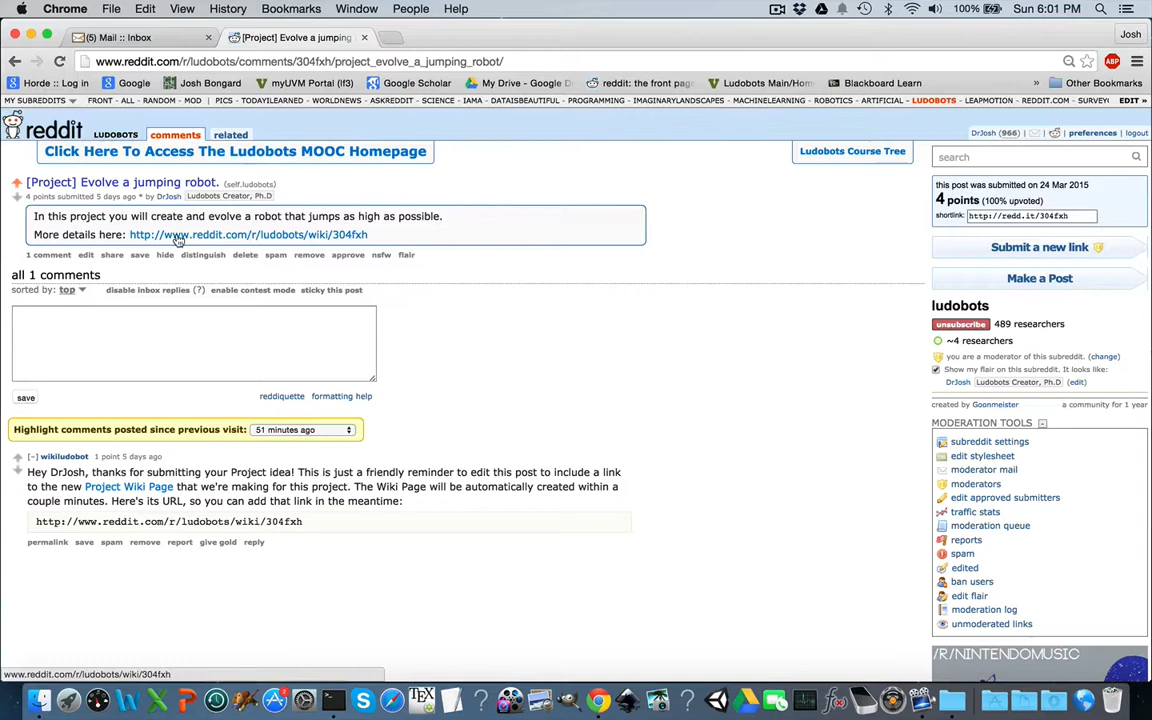 Chrome File Edit View History Bookmarks Window People Help 100% Sun 6:01 PM
(5) Mail :: Inbox [Project] Evolve a jumping Josh
www.reddit.com/r/ludobots/comments/304fxh/project_evolve_a_jumping_robot/ ABP
Horde :: Log in Google Josh Bongard myUVM Portal (lf3) Google Scholar My Drive - Google D reddit: the front page Ludobots Main/Home Blackboard Learn » Other Bookmarks
MY SUBREDDITS FRONT - ALL - RANDOM - MOD | PICS - TODAYILEARNED - WORLDNEWS - ASKREDDIT - SCIENCE - IAMA - DATAISBEAUTIFUL - PROGRAMMING - IMAGINARYLANDSCAPES - MACHINELEARNING - ROBOTICS - ARTIFICIAL - LUDOBOTS - LEAPMOTION - REDDIT.COM - SURVEY EDIT »
reddit LUDOBOTS comments related DrJosh (966) | preferences | logout
Click Here To Access The Ludobots MOOC Homepage Ludobots Course Tree
search
[Project] Evolve a jumping robot. (self.ludobots)
4 points submitted 5 days ago * by DrJosh Ludobots Creator, Ph.D
In this project you will create and evolve a robot that jumps as high as possible.
More details here: http://www.reddit.com/r/ludobots/wiki/304fxh
1 comment edit share save hide distinguish delete spam remove approve nsfw flair
all 1 comments
sorted by: top disable inbox replies (?) enable contest mode sticky this post
save reddiquette formatting help
Highlight comments posted since previous visit: 51 minutes ago
[–] wikiludobot 1 point 5 days ago
Hey DrJosh, thanks for submitting your Project idea! This is just a friendly reminder to edit this post to include a link
to the new Project Wiki Page that we're making for this project. The Wiki Page will be automatically created within a
couple minutes. Here's its URL, so you can add that link in the meantime:
http://www.reddit.com/r/ludobots/wiki/304fxh
permalink save spam remove report give gold reply
this post was submitted on 24 Mar 2015
4 points (100% upvoted)
shortlink: http://redd.it/304fxh
Submit a new link
Make a Post
ludobots
unsubscribe 489 researchers
~4 researchers
you are a moderator of this subreddit. (change)
Show my flair on this subreddit. It looks like:
DrJosh Ludobots Creator, Ph.D (edit)
created by Goonmeister a community for 1 year
MODERATION TOOLS
subreddit settings
edit stylesheet
moderator mail
moderators
edit approved submitters
traffic stats
moderation queue
reports
spam
edited
ban users
edit flair
moderation log
unmoderated links
/R/NINTENDOMUSIC
www.reddit.com/r/ludobots/wiki/304fxh